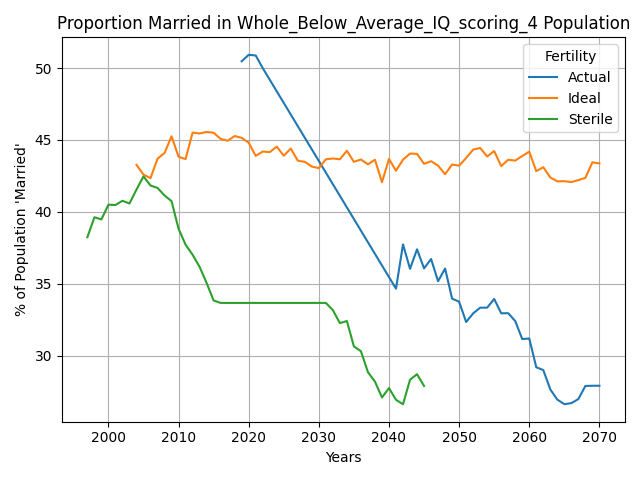 Proportion Married in Whole_Below_Average_IQ_scoring_4 Population
% of Population 'Married'
50
45
40
35
30
Fertility
Actual
Ideal
Sterile
2000 2010 2020 2030 2040 2050 2060 2070
Years